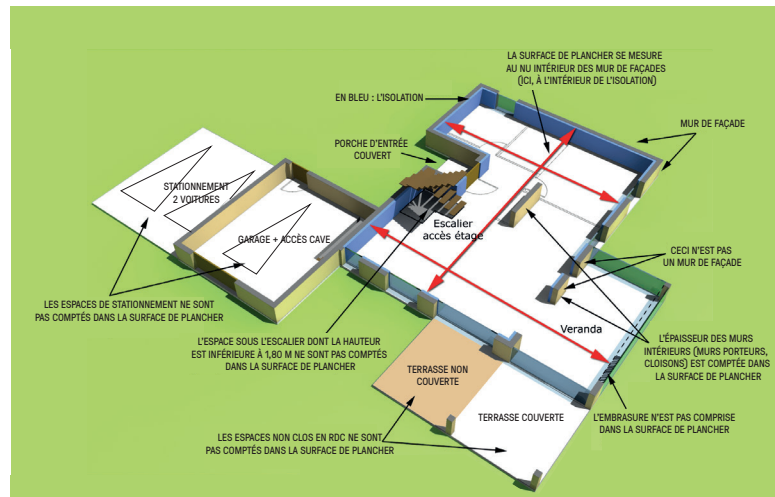 LA SURFACE DE PLANCHER SE MESURE
AU NU INTÉRIEUR DES MUR DE FAÇADES
(ICI, À L'INTÉRIEUR DE L'ISOLATION)
EN BLEU : L'ISOLATION
MUR DE FAÇADE
PORCHE D'ENTRÉE
COUVERT
STATIONNEMENT
2 VOITURES
GARAGE + ACCÈS CAVE
Escalier
accès étage
CECI N'EST PAS
UN MUR DE FAÇADE
LES ESPACES DE STATIONNEMENT NE SONT
PAS COMPTÉS DANS LA SURFACE DE PLANCHER
Veranda
L'ESPACE SOUS L'ESCALIER DONT LA HAUTEUR
EST INFÉRIEURE À 1,80 M NE SONT PAS COMPTÉS
DANS LA SURFACE DE PLANCHER
L'ÉPAISSEUR DES MURS
INTÉRIEURS (MURS PORTEURS,
CLOISONS) EST COMPTÉE DANS
LA SURFACE DE PLANCHER
TERRASSE NON
COUVERTE
TERRASSE COUVERTE
L'EMBRASURE N'EST PAS COMPRISE
DANS LA SURFACE DE PLANCHER
LES ESPACES NON CLOS EN RDC NE SONT
PAS COMPTÉS DANS LA SURFACE DE PLANCHER